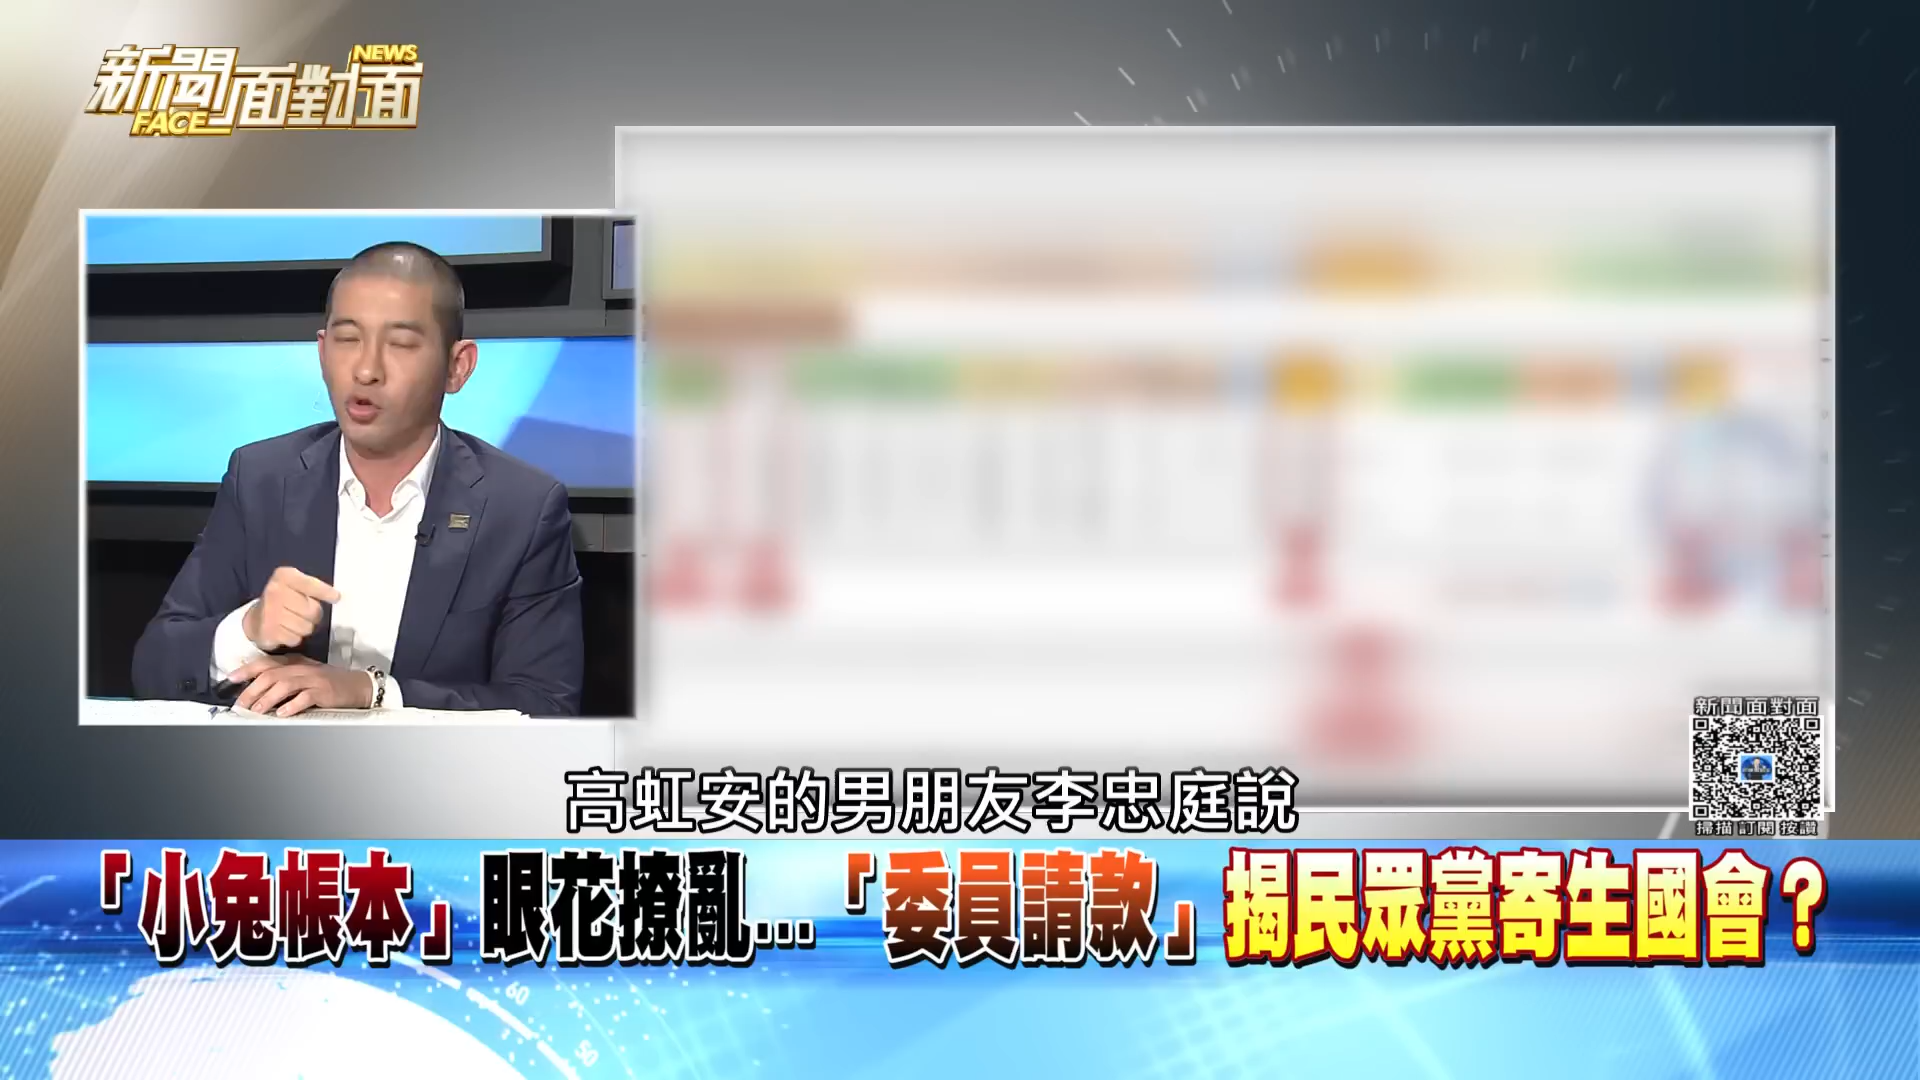 新聞面對面
NEWS
FACE
新聞面對面
掃描 訂閱 按讚
高虹安的男朋友李忠庭說
「小兔帳本」眼花撩亂...「委員請款」揭民眾黨寄生國會？
60
50